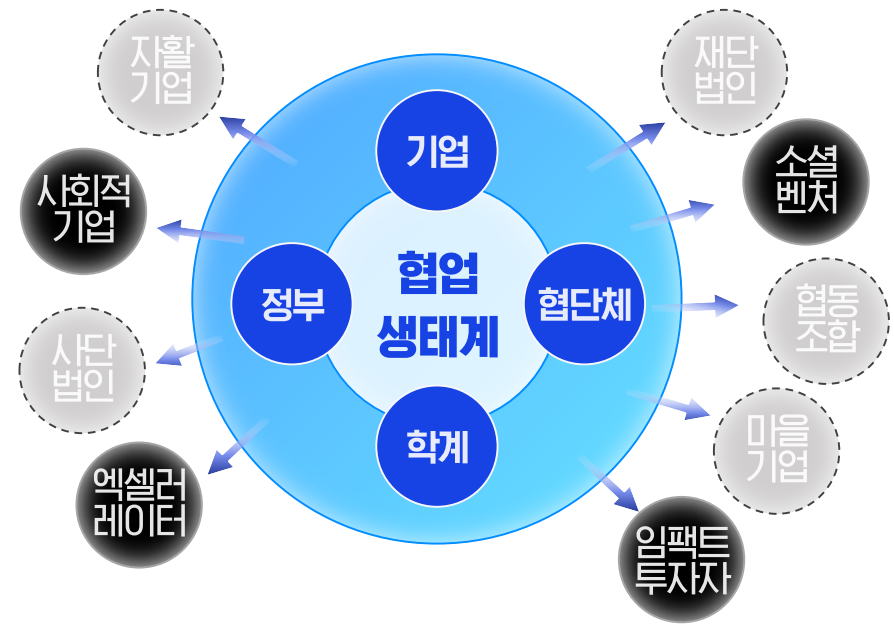 자활
기업
재단
법인
사회적
기업
소셜
벤처
기업
정부
협업
생태계
협단체
학계
사단
법인
협동
조합
엑셀러
레이터
마을
기업
임팩트
투자자